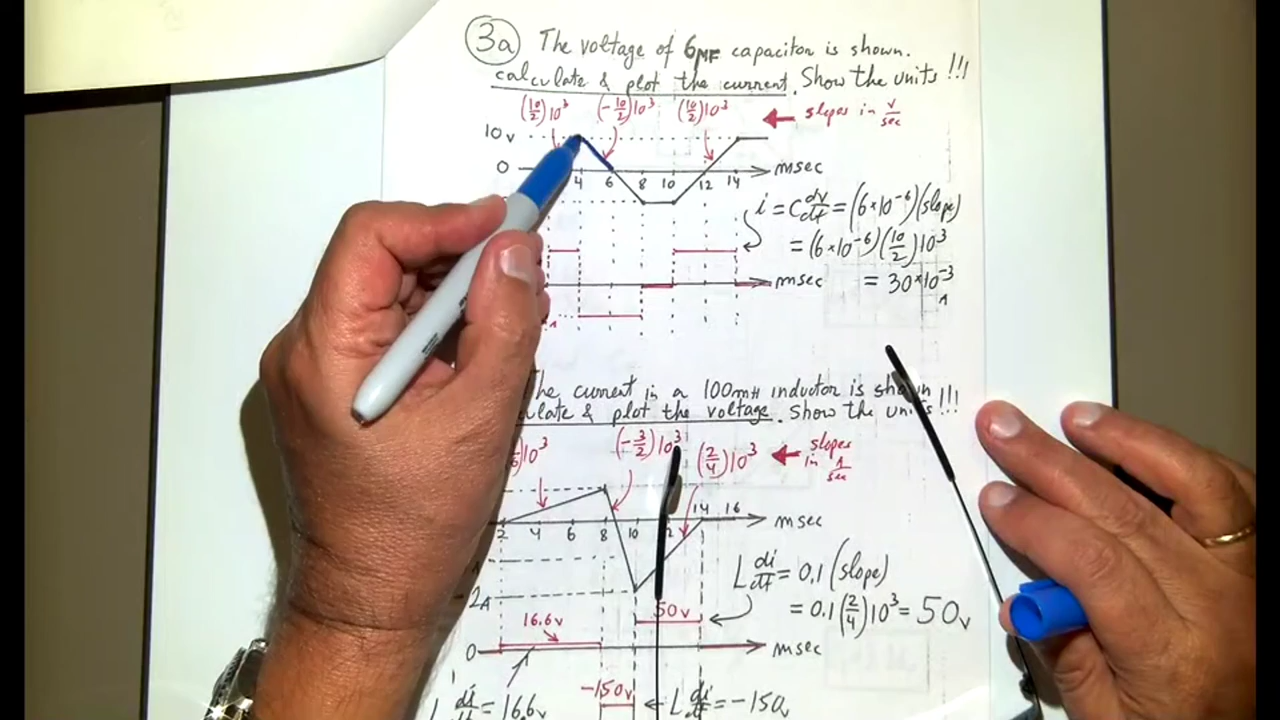 3a The voltage of 6MF capacitor is shown.
calculate & plot the current. Show the units !!!
(10/2)10³ (-10/2)10³ (10/2)10³ slopes in V/sec
10v
0 4 6 8 10 12 14 msec
i = C dv/dt = (6×10⁻⁶)(slope)
= (6×10⁻⁶)(10/2)10³
msec = 30×10⁻³
A
The current in a 100mH inductor is shown
& plot the voltage. Show the units !!!
)10³ (-3/2)10³ (2/4)10³ slopes in A/sec
2 4 6 8 10 14 16 msec
-2A
L di/dt = 0.1 (slope)
= 0.1 (2/4)10³ = 50v
16.6v 50v
0 msec
L di/dt = 16.6v -150v L di/dt = -150v